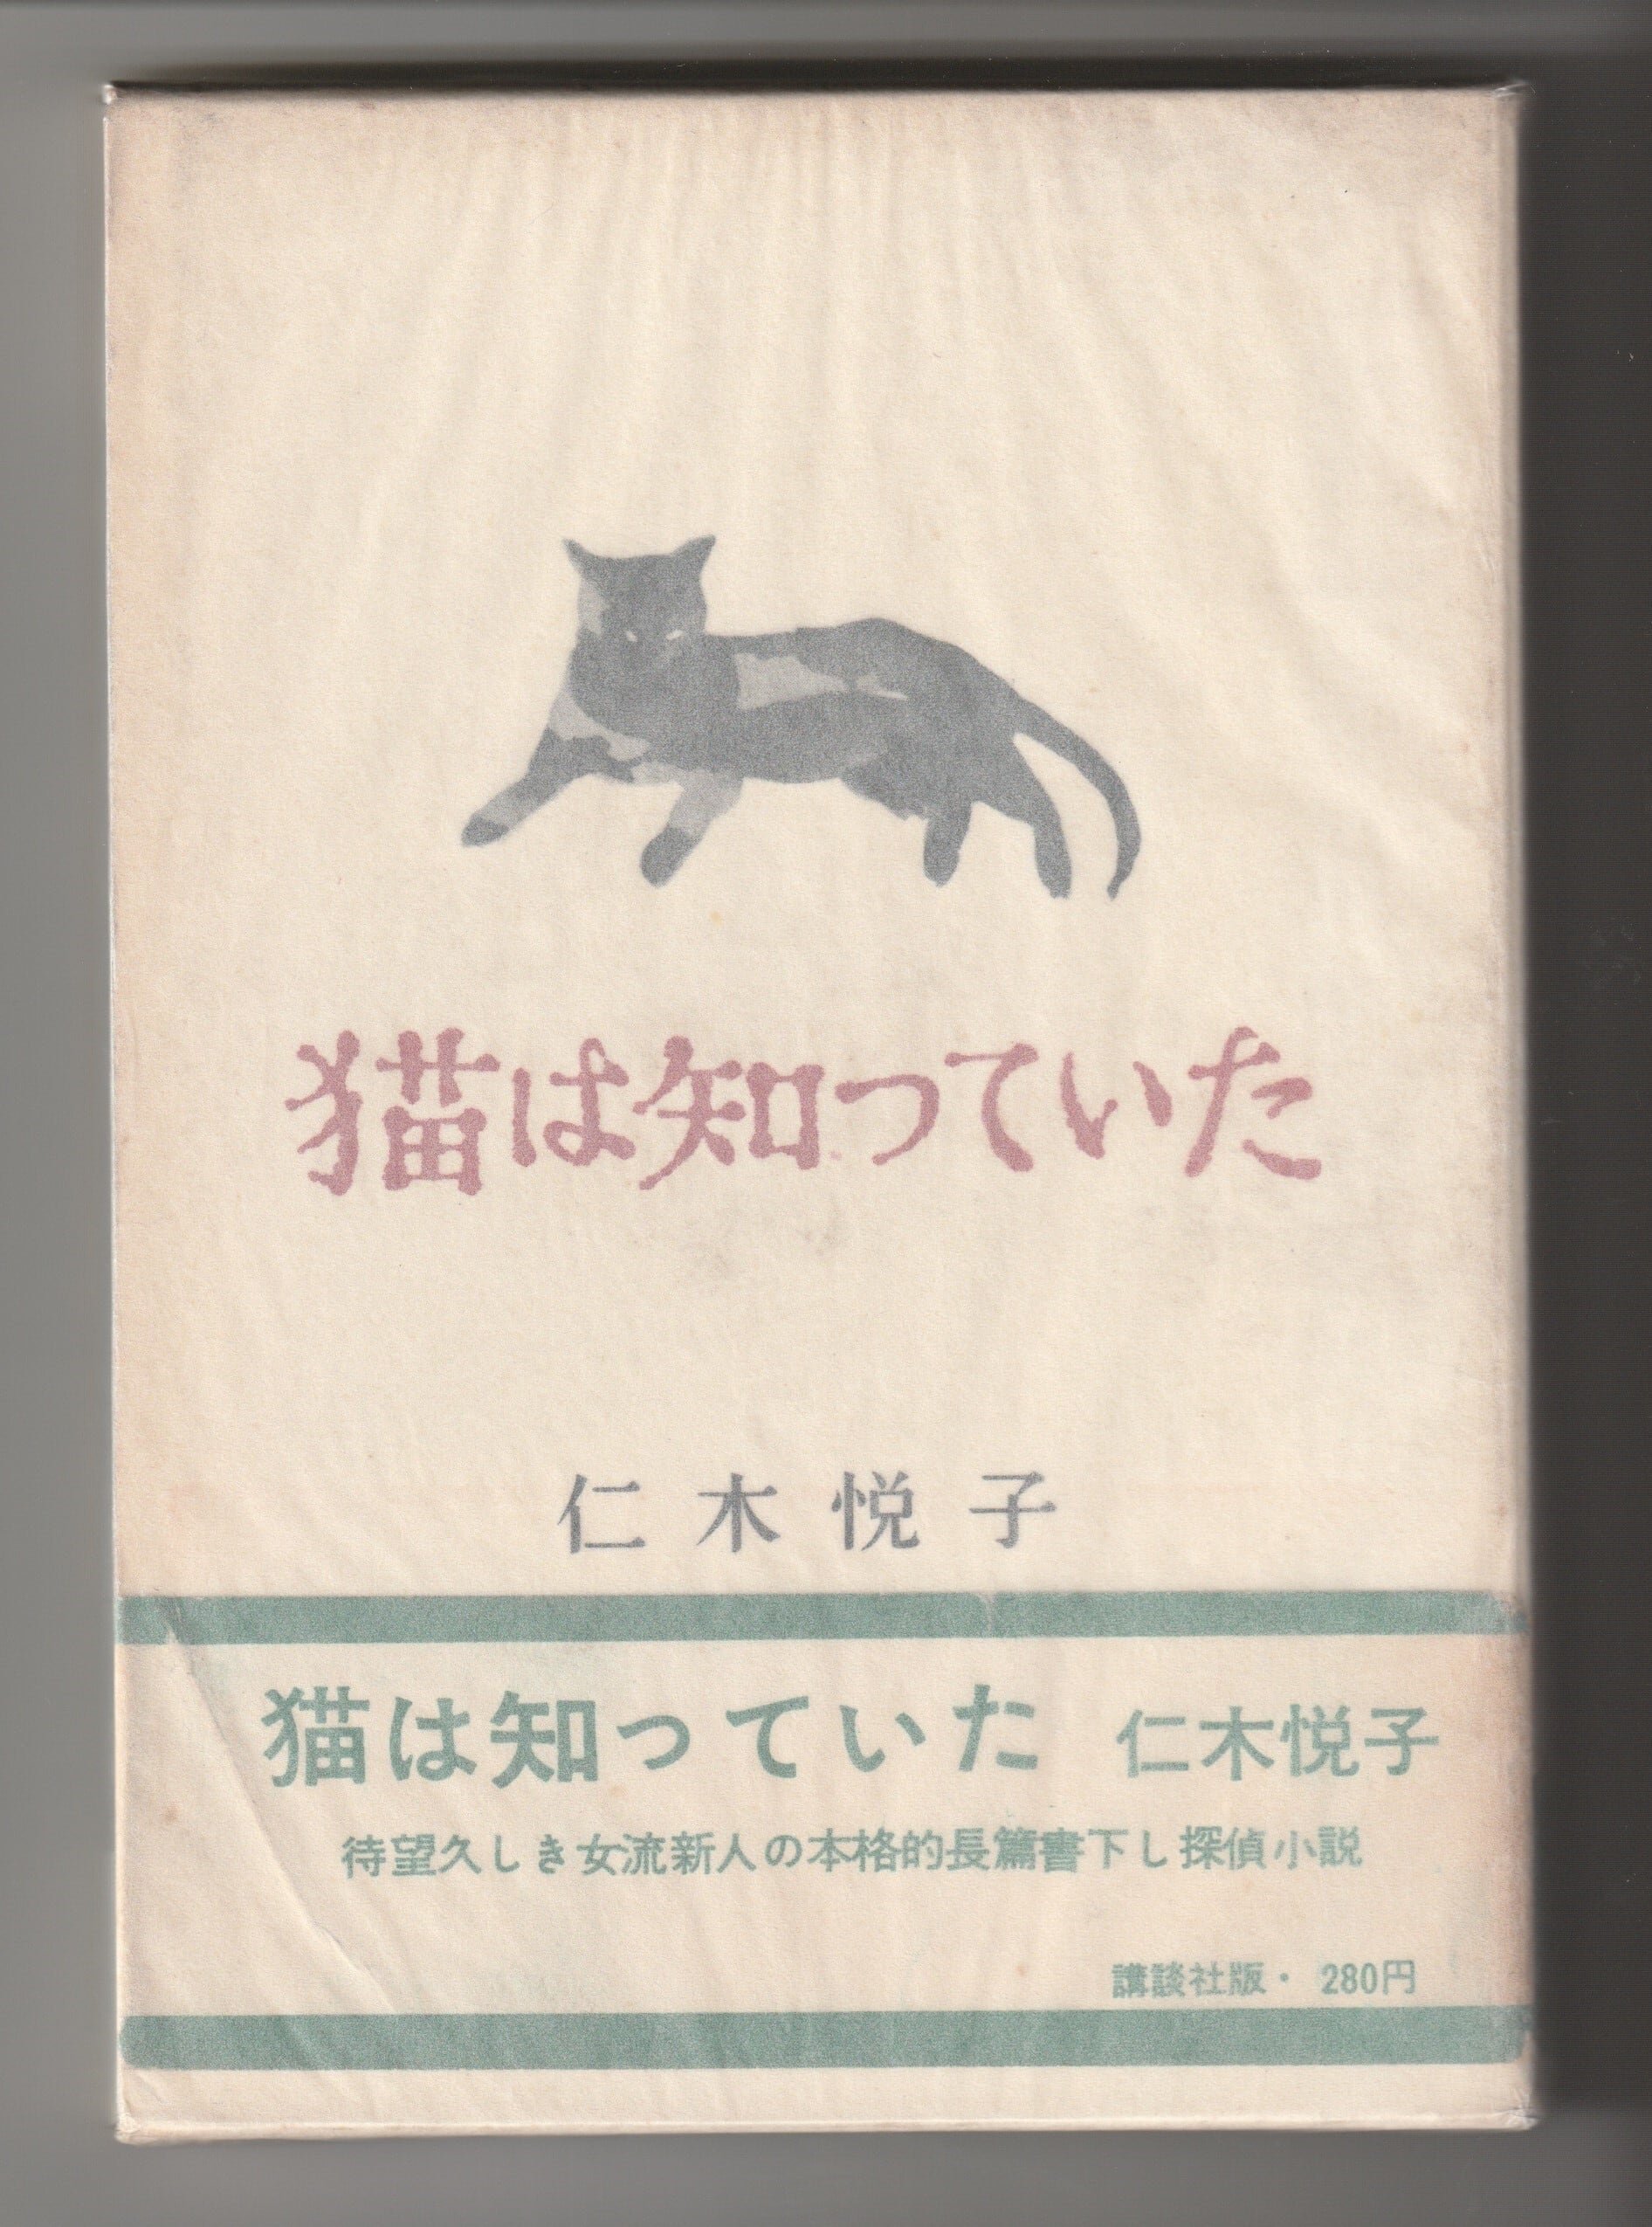 猫は知っていた
仁木悦子
猫は知っていた 仁木悦子
待望久しき女流新人の本格的長篇書下し探偵小説
講談社版・ 280円